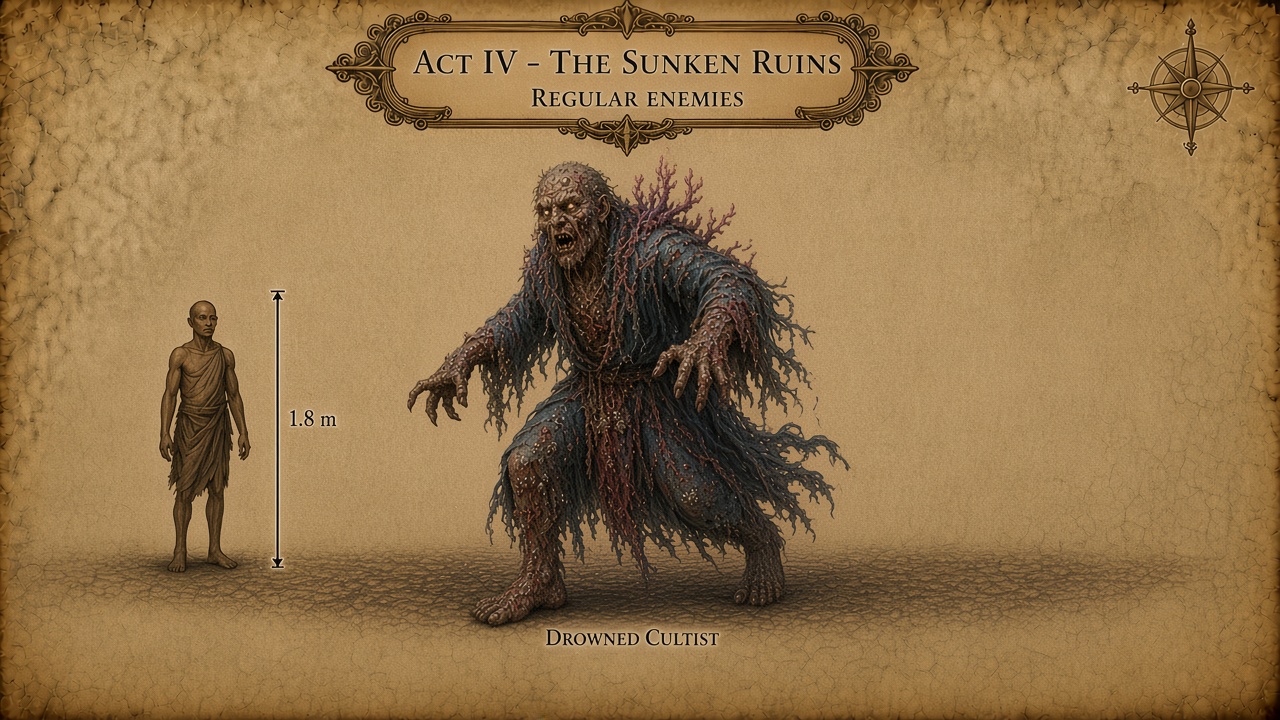 Act IV – The Sunken Ruins
Regular enemies
1.8 m
Drowned Cultist